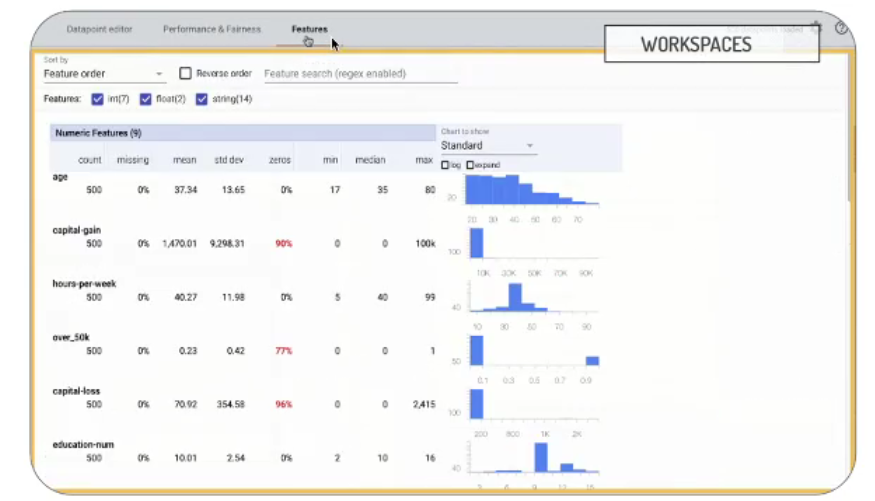 Datapoint editor Performance & Fairness Features
WORKSPACES
Sort by
Feature order Reverse order Feature search (regex enabled)
Features: int(7) float(2) string(14)
Numeric Features (9)
Chart to show
Standard
log expand
count missing mean std dev zeros min median max
age
500 0% 37.34 13.65 0% 17 35 80
20
20 30 40 50 60 70
capital-gain
500 0% 1,470.01 9,298.31 90% 0 0 100k
100
10K 30K 50K 70K 90K
hours-per-week
500 0% 40.27 11.98 0% 5 40 99
40
10 30 50 70 90
over_50k
500 0% 0.23 0.42 77% 0 0 1
50
0.1 0.3 0.5 0.7 0.9
capital-loss
500 0% 70.92 354.58 96% 0 0 2,415
100
200 800 1K 2K
education-num
500 0% 10.01 2.54 0% 2 10 16
40
3 6 9 12 15